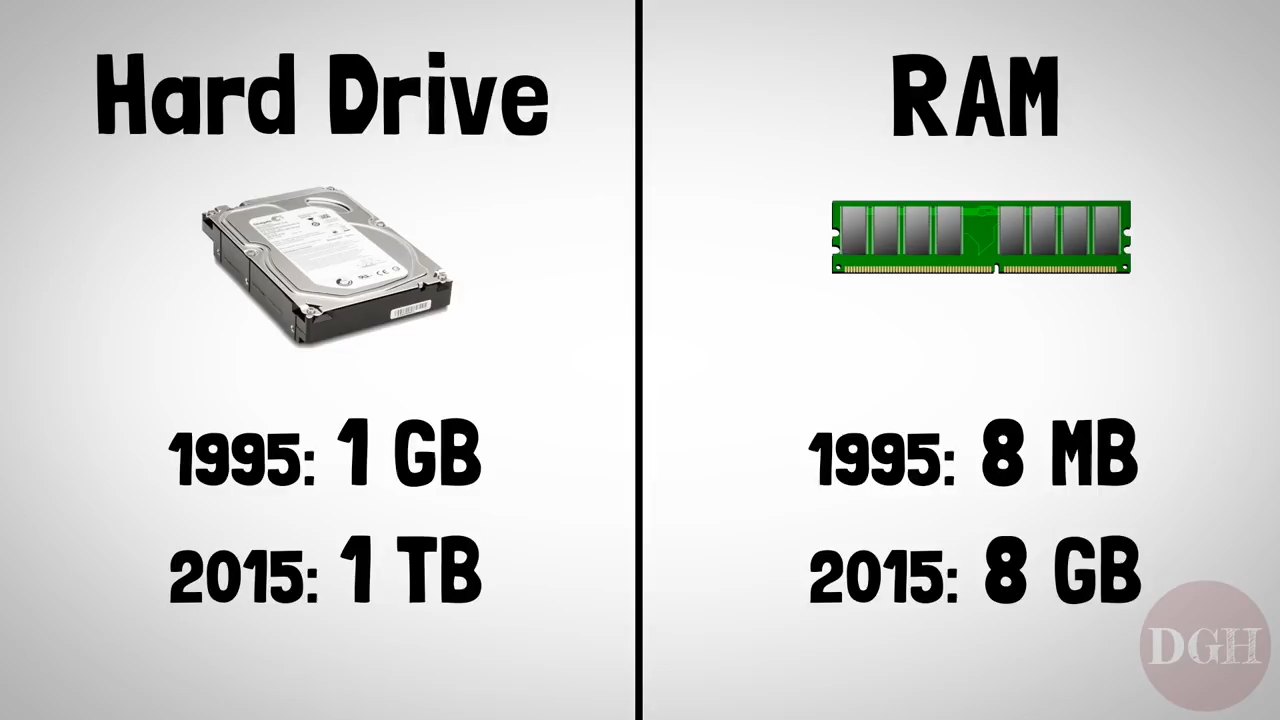 Hard Drive
1995: 1 GB
2015: 1 TB
RAM
1995: 8 MB
2015: 8 GB
DGH